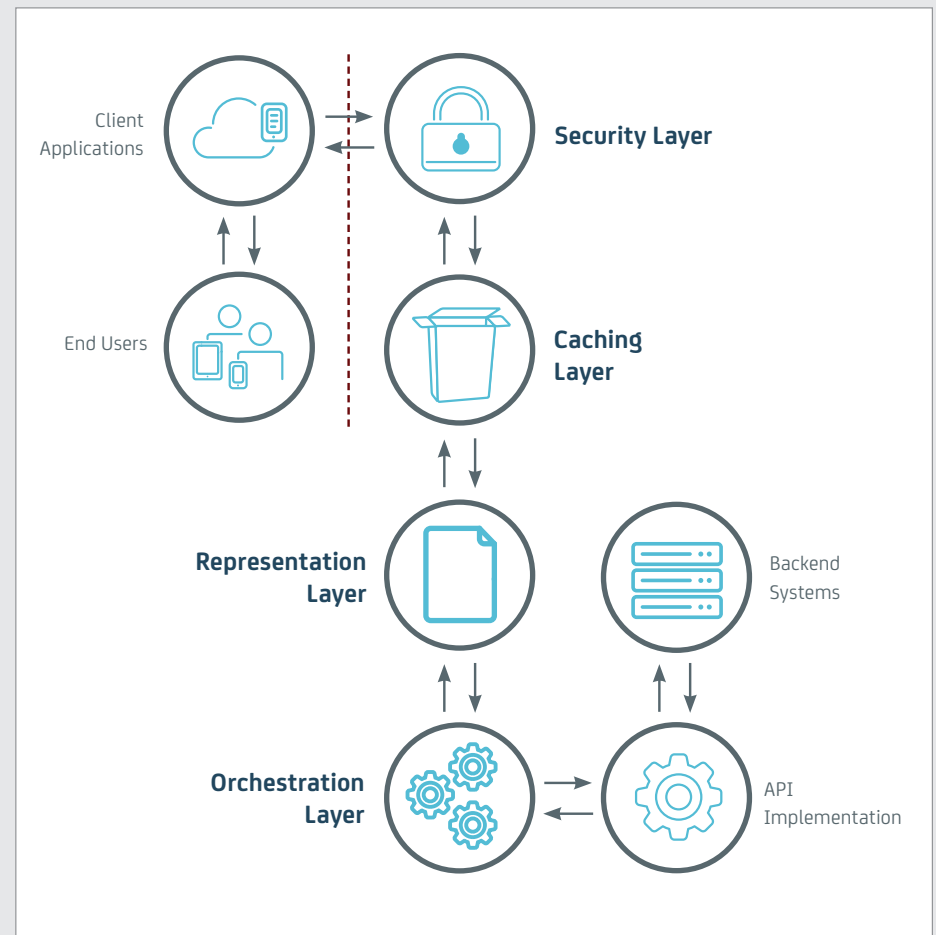 Client
Applications
Security Layer
End Users
Caching
Layer
Representation
Layer
Backend
Systems
Orchestration
Layer
API
Implementation